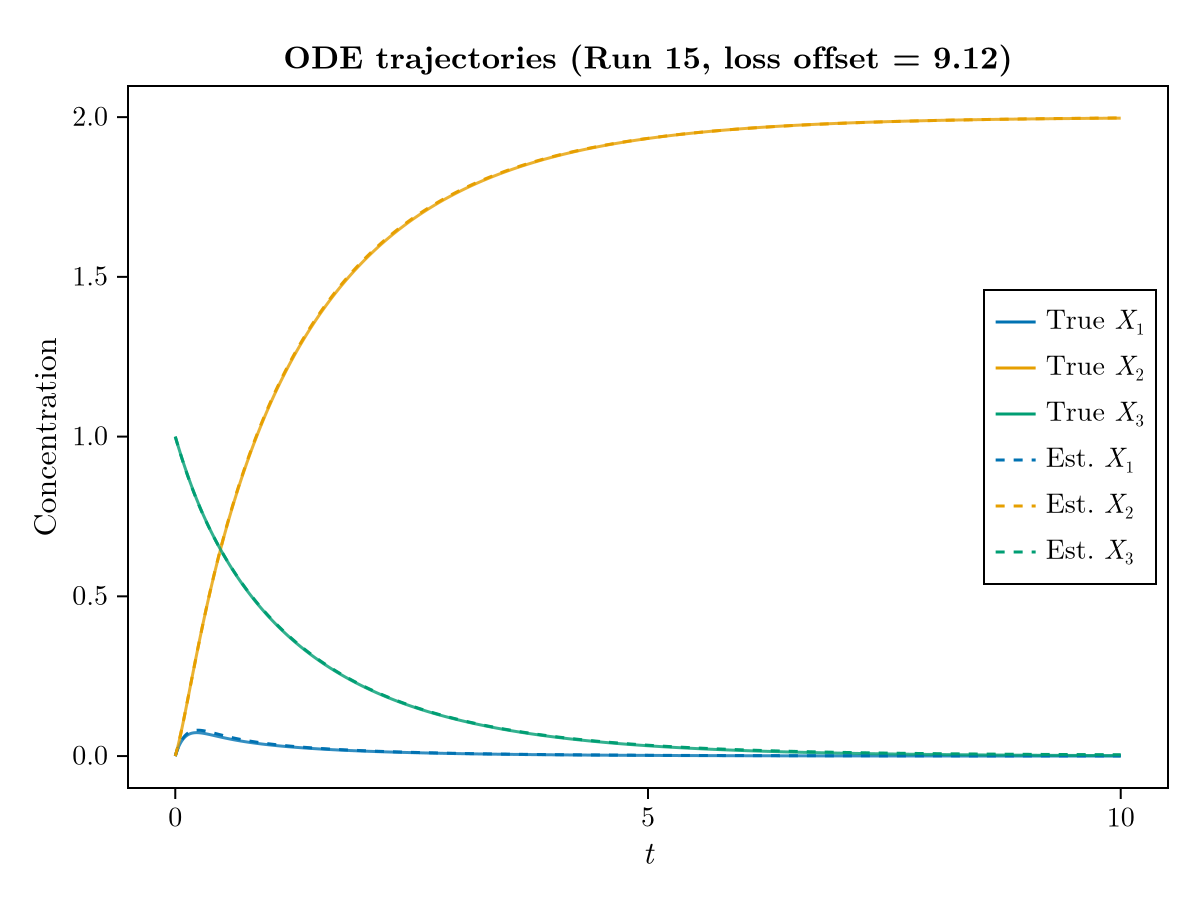 ODE trajectories (Run 15, loss offset = 9.12)
Concentration
2.0
1.5
1.0
0.5
0.0
0
5
10
t
True X₁
True X₂
True X₃
Est. X₁
Est. X₂
Est. X₃